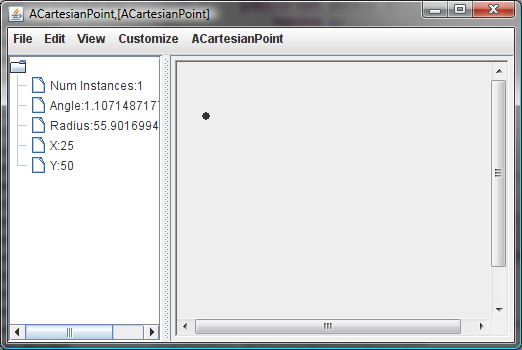 ACartesianPoint,[ACartesianPoint]
File Edit View Customize ACartesianPoint
Num Instances:1
Angle:1.107148717
Radius:55.9016994
X:25
Y:50